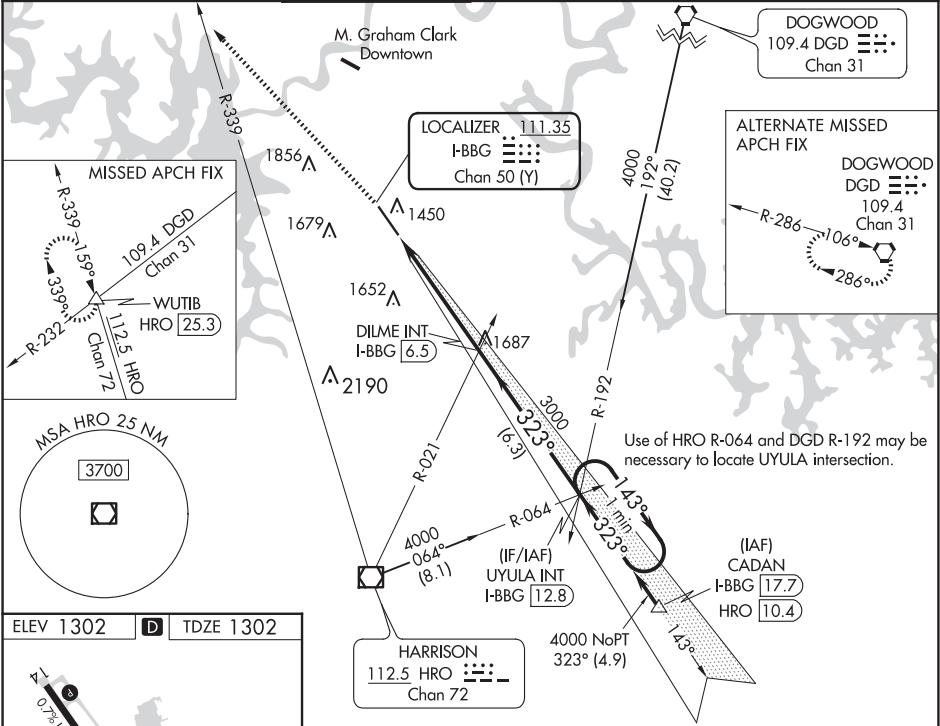 M. Graham Clark
Downtown
DOGWOOD
109.4 DGD
Chan 31
R-339
LOCALIZER 111.35
I-BBG
Chan 50 (Y)
4000
192°
(40.2)
ALTERNATE MISSED
APCH FIX
DOGWOOD
DGD
109.4
Chan 31
R-286
106°
286°
1856
1450
1679
MISSED APCH FIX
R-339
159°
109.4 DGD
Chan 31
339°
WUTIB
HRO 25.3
R-232
112.5 HRO
Chan 72
1652
DILME INT
I-BBG 6.5
1687
2190
R-192
3000
323°
(6.3)
MSA HRO 25 NM
3700
R-021
Use of HRO R-064 and DGD R-192 may be
necessary to locate UYULA intersection.
143°
1 min
323°
4000
064°
(8.1)
R-064
(IF/IAF)
UYULA INT
I-BBG 12.8
(IAF)
CADAN
I-BBG 17.7
HRO 10.4
4000 NoPT
323° (4.9)
143°
HARRISON
112.5 HRO
Chan 72
ELEV 1302
D
TDZE 1302
P